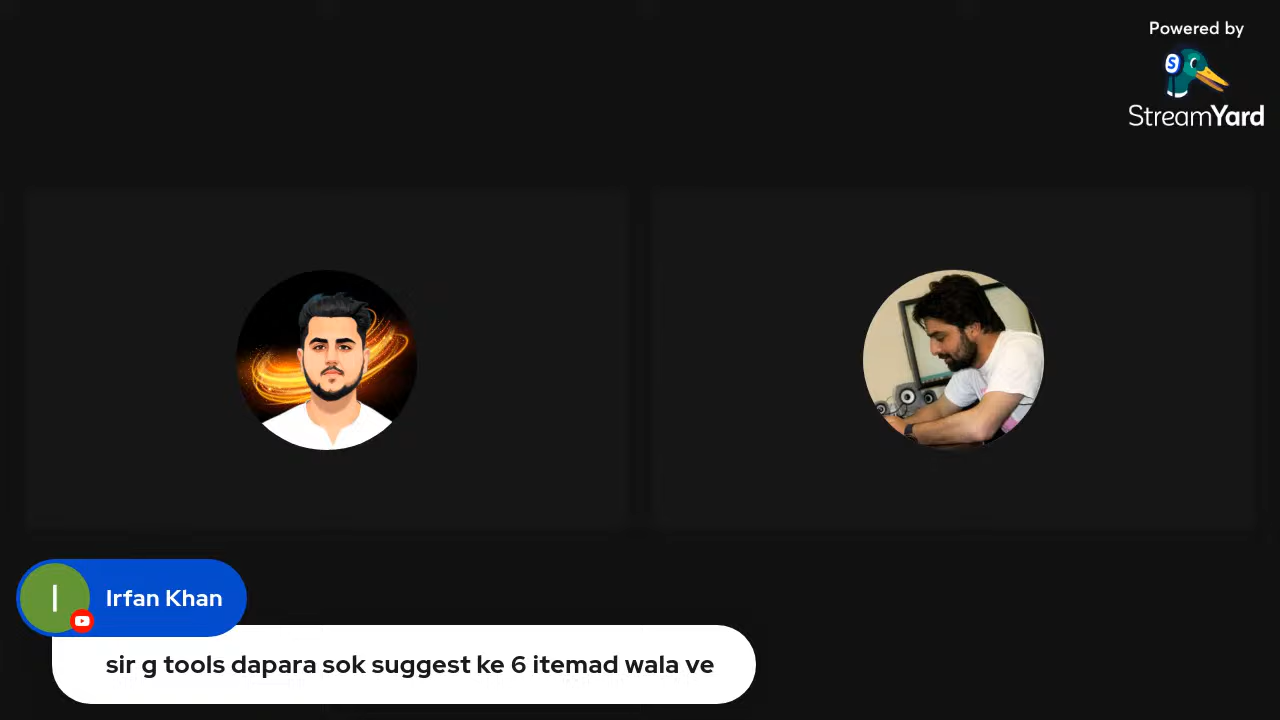 Powered by
S
StreamYard
I
Irfan Khan
sir g tools dapara sok suggest ke 6 itemad wala ve